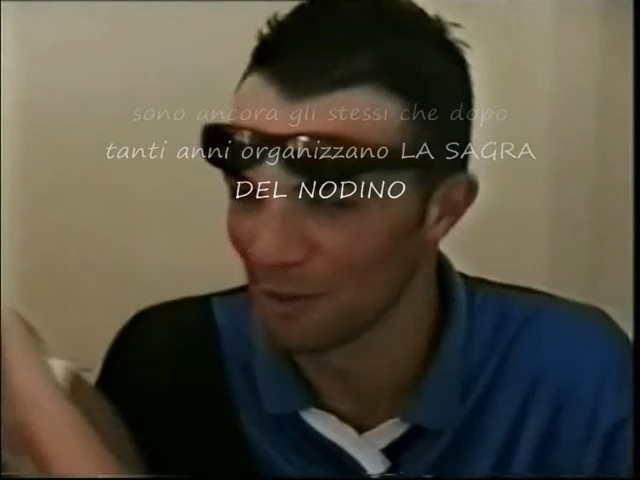 sono ancora gli stessi che dopo
tanti anni organizzano LA SAGRA
DEL NODINO